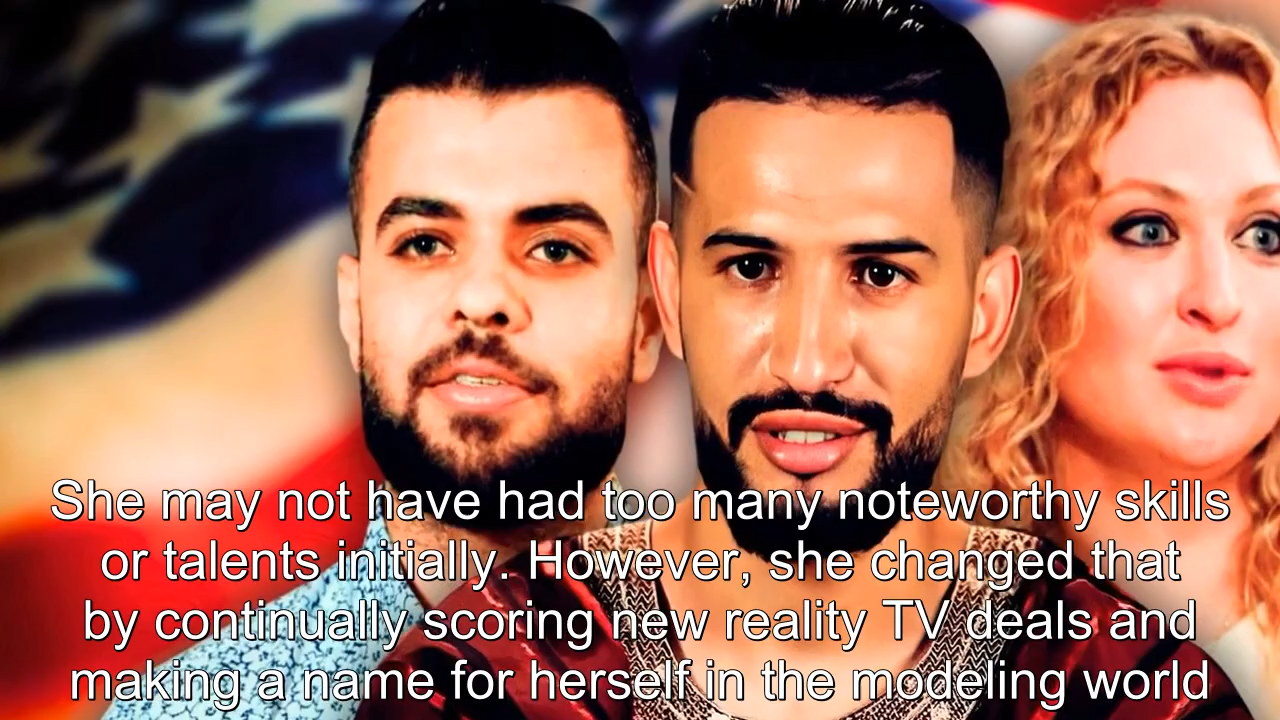 She may not have had too many noteworthy skills
or talents initially. However, she changed that
by continually scoring new reality TV deals and
making a name for herself in the modeling world